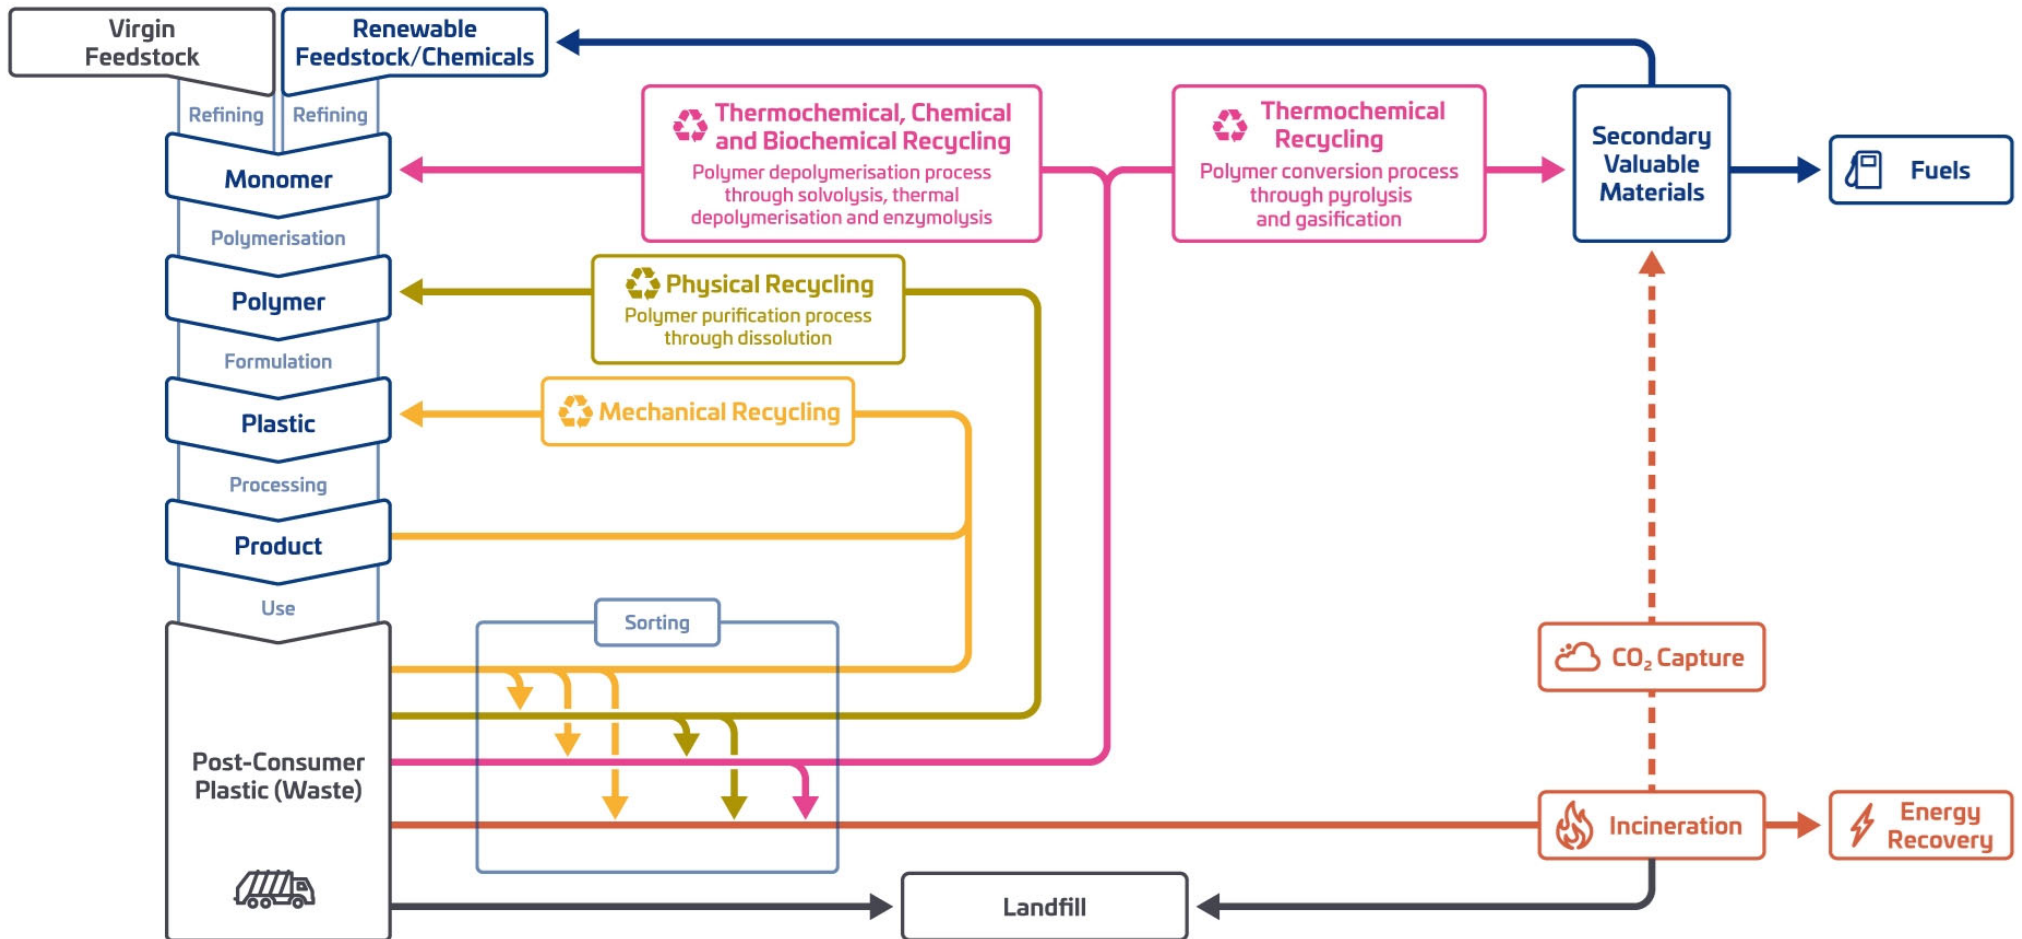 Virgin
Feedstock
Renewable
Feedstock/Chemicals
Refining
Refining
Monomer
Polymerisation
Polymer
Formulation
Plastic
Processing
Product
Use
Post-Consumer
Plastic (Waste)
Thermochemical, Chemical
and Biochemical Recycling
Polymer depolymerisation process
through solvolysis, thermal
depolymerisation and enzymolysis
Thermochemical
Recycling
Polymer conversion process
through pyrolysis
and gasification
Secondary
Valuable
Materials
Fuels
Physical Recycling
Polymer purification process
through dissolution
Mechanical Recycling
Sorting
CO₂ Capture
Incineration
Energy
Recovery
Landfill